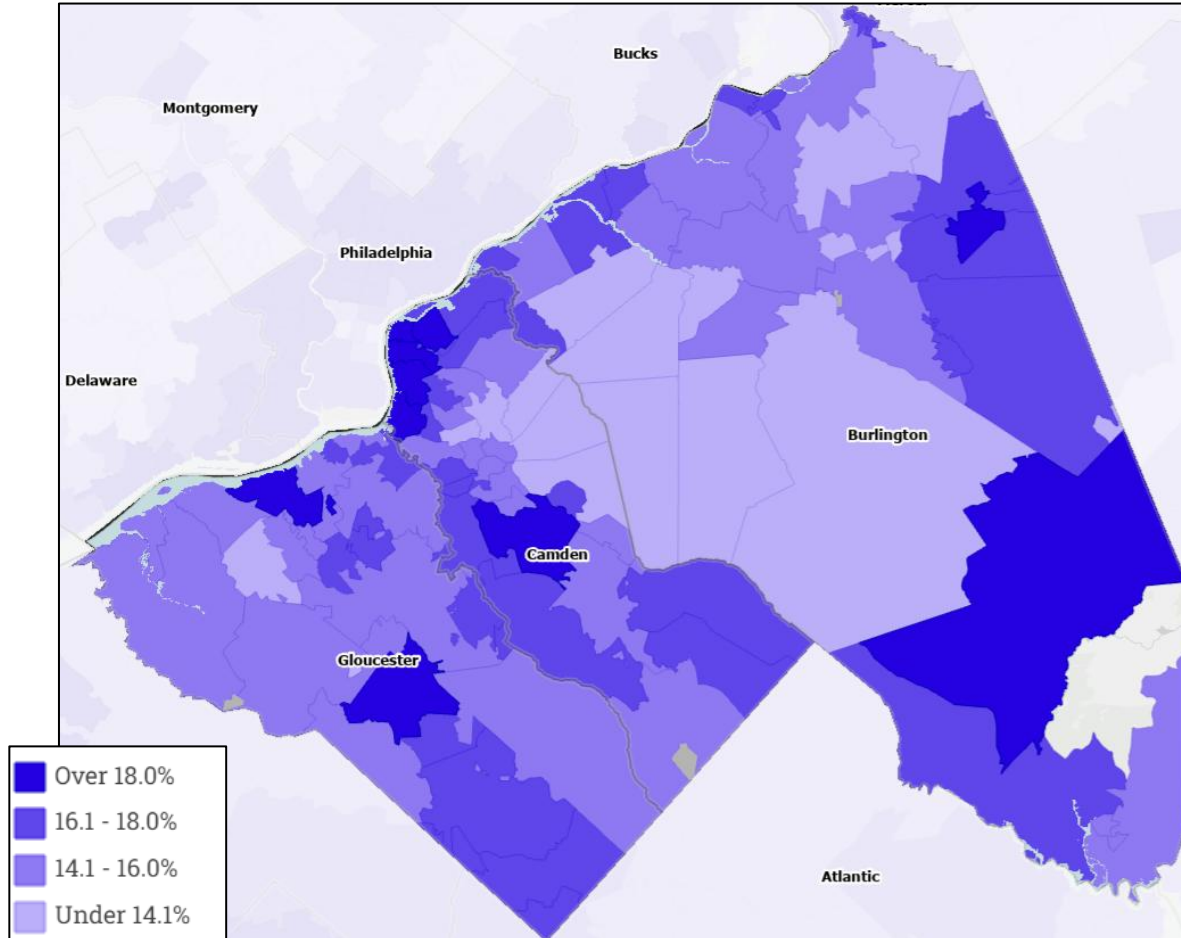 Bucks
Montgomery
Philadelphia
Delaware
Burlington
Camden
Gloucester
Atlantic
Over 18.0%
16.1 - 18.0%
14.1 - 16.0%
Under 14.1%